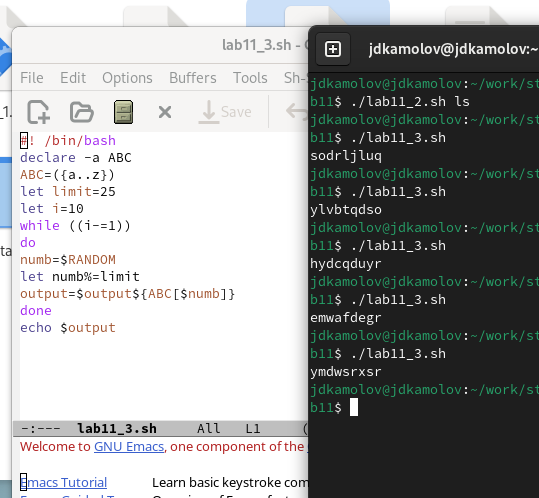 lab11_3.sh - G
File Edit Options Buffers Tools Sh-S
Save
#! /bin/bash
declare -a ABC
ABC=({a..z})
let limit=25
let i=10
while ((i-=1))
do
numb=$RANDOM
let numb%=limit
output=$output${ABC[$numb]}
done
echo $output
-:--- lab11_3.sh All L1 (
Welcome to GNU Emacs, one component of the
Emacs Tutorial Learn basic keystroke com
jdkamolov@jdkamolov:~
jdkamolov@jdkamolov:~/work/st
b11$ ./lab11_2.sh ls
jdkamolov@jdkamolov:~/work/st
b11$ ./lab11_3.sh
sodrljluq
jdkamolov@jdkamolov:~/work/st
b11$ ./lab11_3.sh
ylvbtqdso
jdkamolov@jdkamolov:~/work/st
b11$ ./lab11_3.sh
hydcqduyr
jdkamolov@jdkamolov:~/work/st
b11$ ./lab11_3.sh
emwafdegr
jdkamolov@jdkamolov:~/work/st
b11$ ./lab11_3.sh
ymdwsrxsr
jdkamolov@jdkamolov:~/work/st
b11$